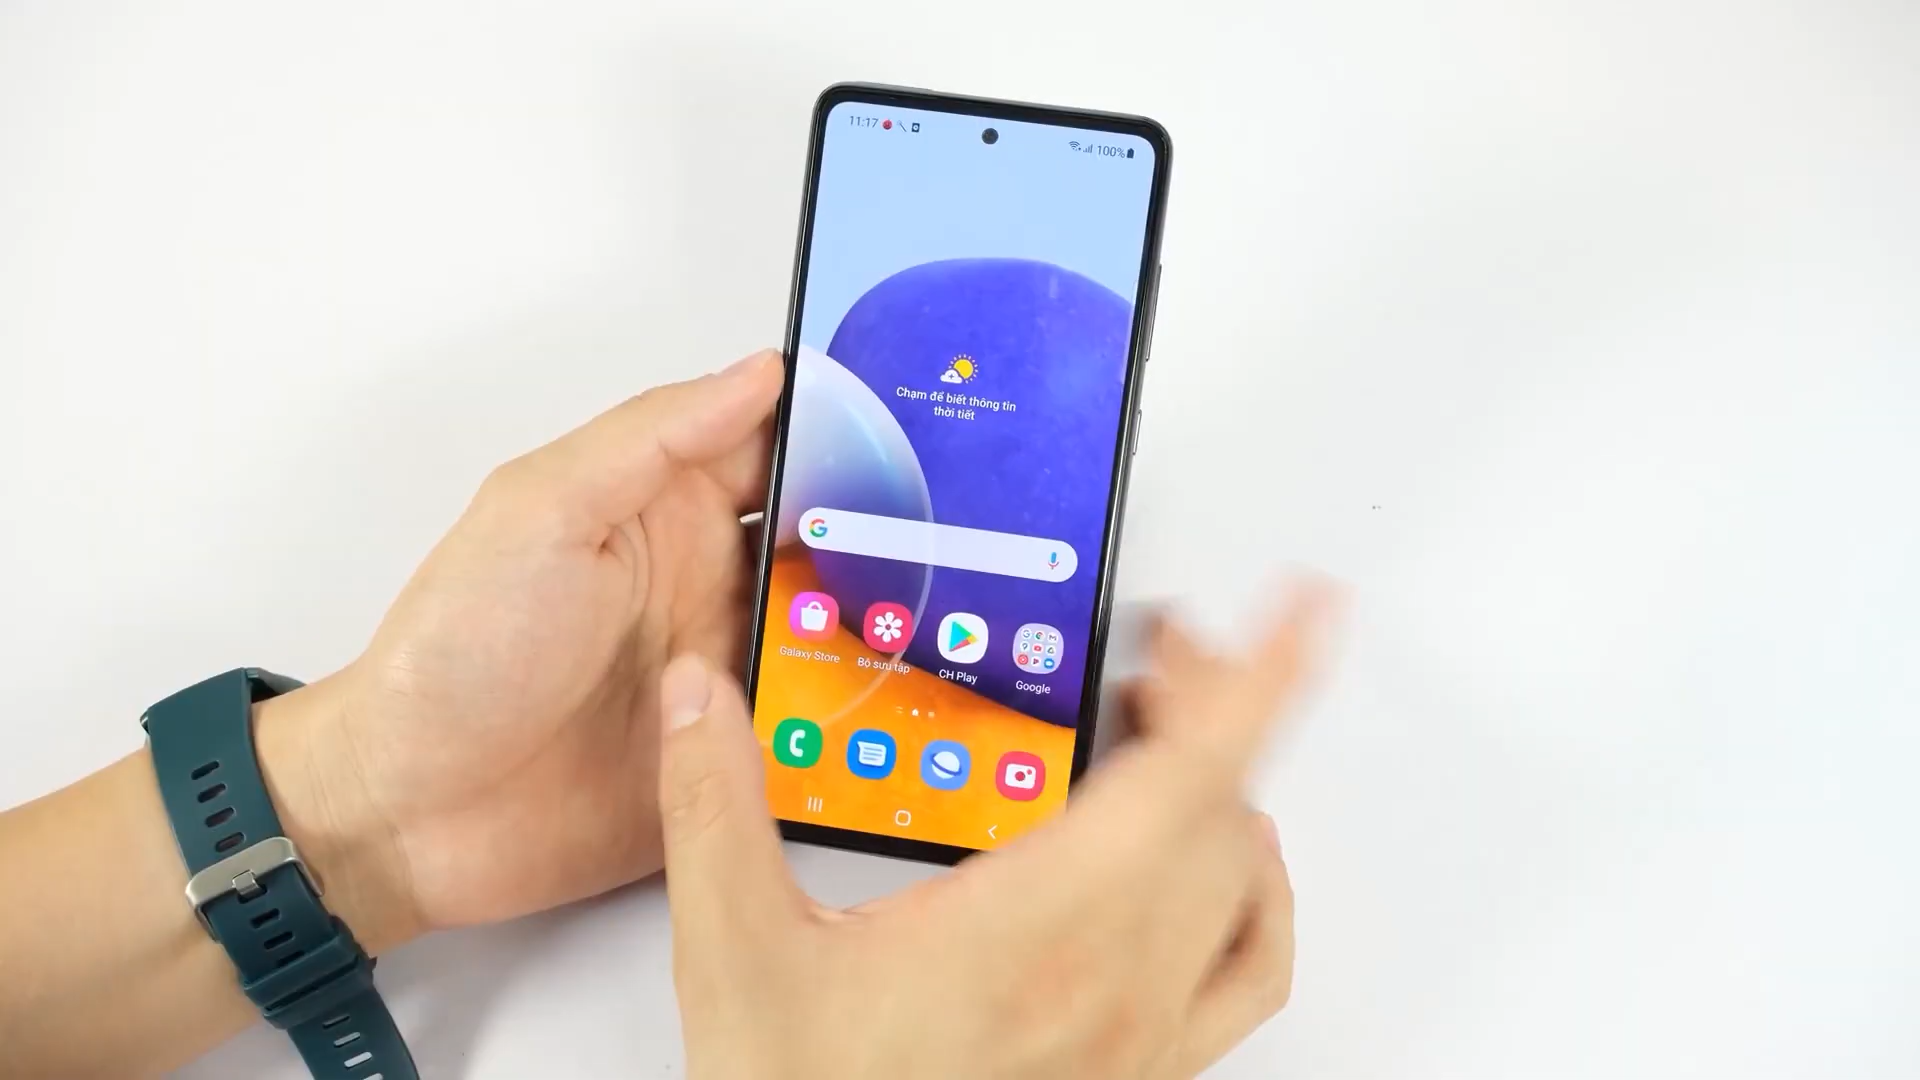 11:17
100%
Chạm để biết thông tin
thời tiết
Galaxy Store
Bộ sưu tập
CH Play
Google